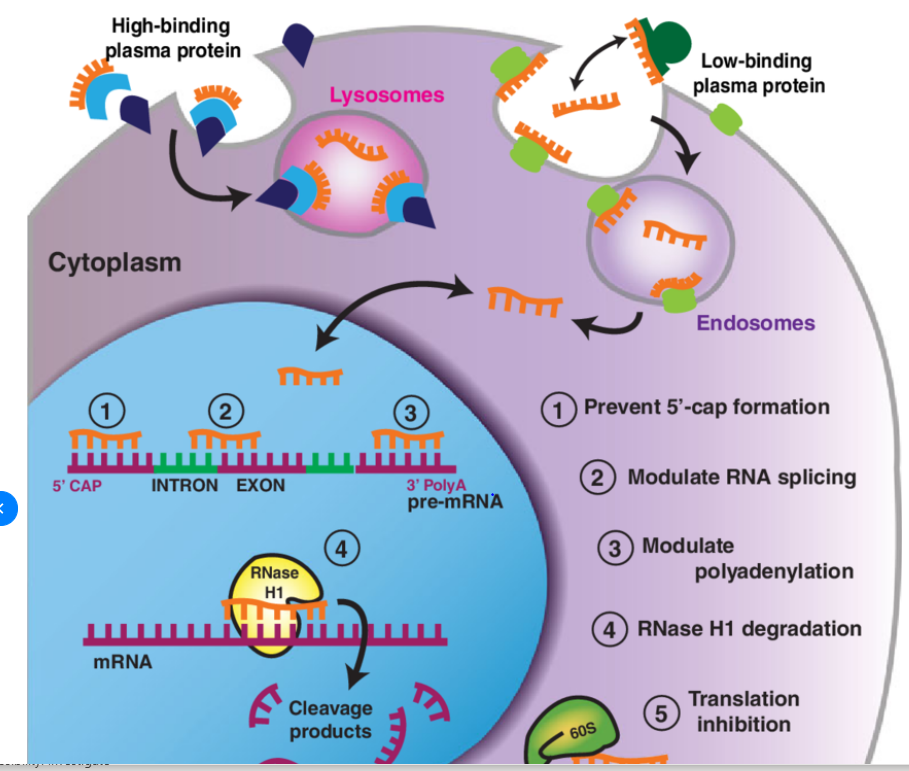 High-binding
plasma protein
Low-binding
plasma protein
Lysosomes
Cytoplasm
Endosomes
1
2
3
5’ CAP
INTRON
EXON
3’ PolyA
pre-mRNA
4
RNase
H1
mRNA
Cleavage
products
1 Prevent 5’-cap formation
2 Modulate RNA splicing
3 Modulate
polyadenylation
4 RNase H1 degradation
5 Translation
inhibition
60S